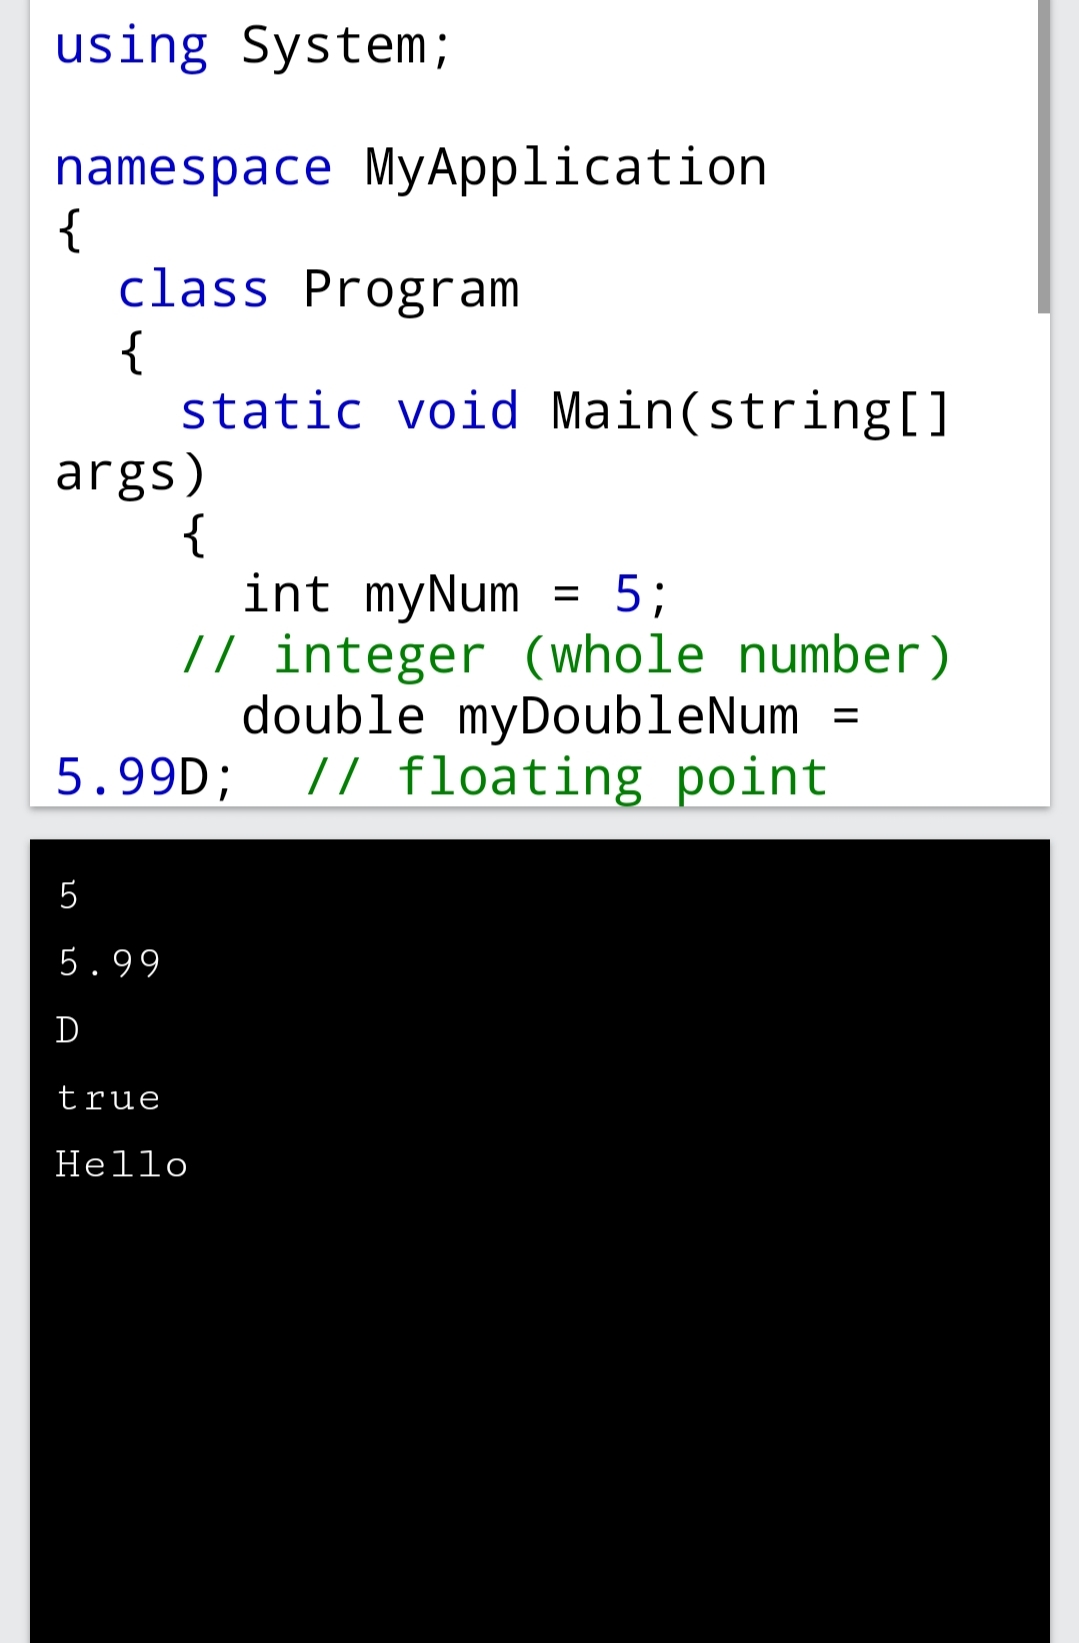 using System;
namespace MyApplication
{
  class Program
  {
    static void Main(string[]
args)
    {
      int myNum = 5;
    // integer (whole number)
      double myDoubleNum =
5.99D;  // floating point
5
5.99
D
true
Hello